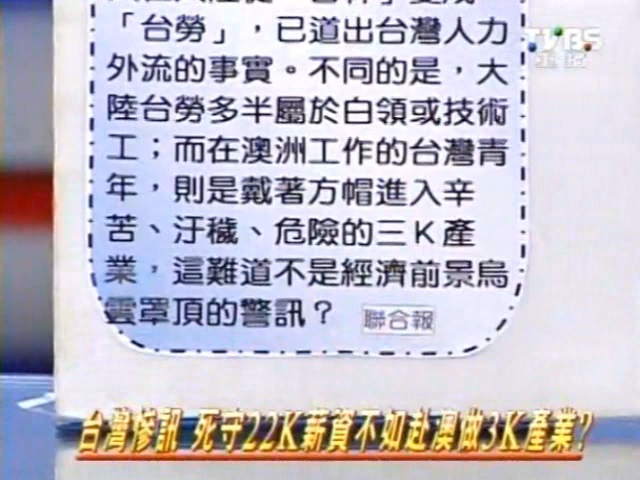 「台勞」，已道出台灣人力
外流的事實。不同的是，大
陸台勞多半屬於白領或技術
工；而在澳洲工作的台灣青
年，則是戴著方帽進入辛
苦、汙穢、危險的三K產
業，這難道不是經濟前景烏
雲罩頂的警訊？ 聯合報
TVBS
台灣慘訊 死守22K薪資不如赴澳做3K產業?